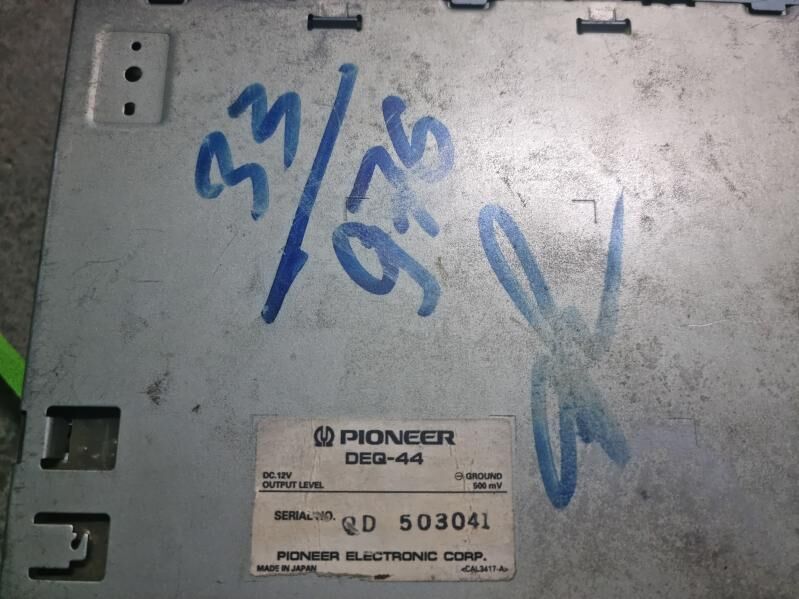 33/
975
PIONEER
DEQ-44
DC.12V ⊖ GROUND
OUTPUT LEVEL 500 mV
SERIAL NO. QD 503041
PIONEER ELECTRONIC CORP.
MADE IN JAPAN <CAL3417-A>